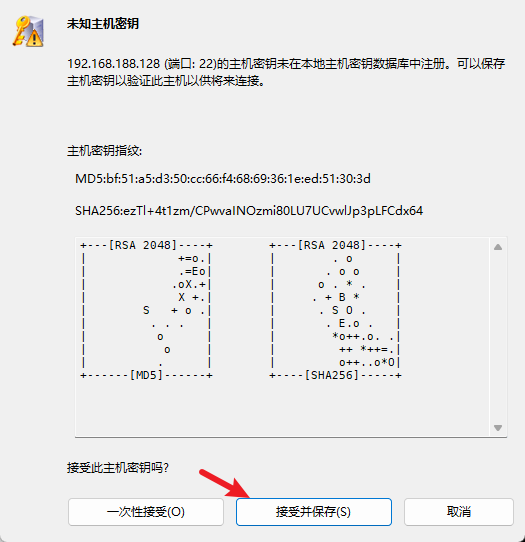 未知主机密钥
192.168.188.128 (端口: 22)的主机密钥未在本地主机密钥数据库中注册。可以保存
主机密钥以验证此主机以供将来连接。
主机密钥指纹:
MD5:bf:51:a5:d3:50:cc:66:f4:68:69:36:1e:ed:51:30:3d
SHA256:ezTl+4t1zm/CPwvaINOzmi80LU7UCvwlJp3pLFCdx64
+---[RSA 2048]----+        +---[RSA 2048]----+
|              +=o.|        |         . o      |
|              .=Eo|        |        . o o     |
|             .oX.+|        |       o . * .    |
|              X +.|        |      . + B *     |
|         S   + o .|        |       . S O .    |
|          . . .   |        |        . E.o .   |
|           o      |        |         *o++.o. .|
|            o     |        |          ++ *++=.|
|           .      |        |          o++..o*O|
+------[MD5]------+        +----[SHA256]-----+
接受此主机密钥吗?
一次性接受(O) 接受并保存(S) 取消